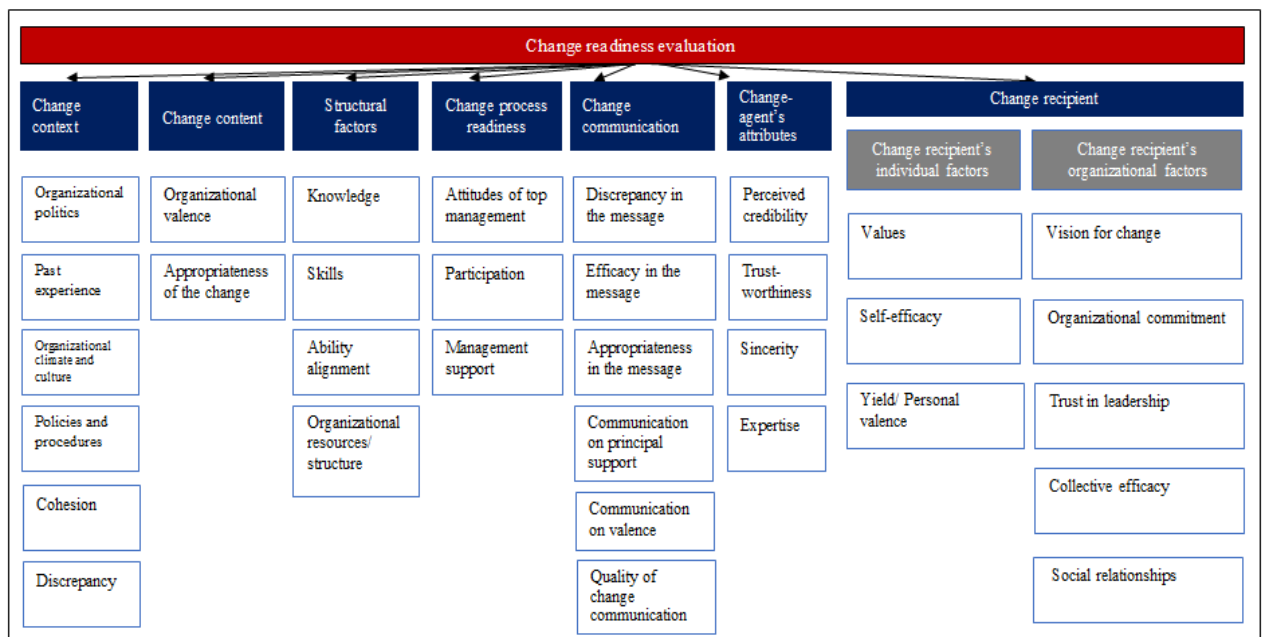 Change readiness evaluation
Change
context
Change content
Structural
factors
Change process
readiness
Change
communication
Change-
agent's
attributes
Change recipient
Change recipient's
individual factors
Change recipient's
organizational factors
Organizational
politics
Past
experience
Organizational
climate and
culture
Policies and
procedures
Cohesion
Discrepancy
Organizational
valence
Appropriateness
of the change
Knowledge
Skills
Ability
alignment
Organizational
resources/
structure
Attitudes of top
management
Participation
Management
support
Discrepancy in
the message
Efficacy in the
message
Appropriateness
in the message
Communication
on principal
support
Communication
on valence
Quality of
change
communication
Perceived
credibility
Trust-
worthiness
Sincerity
Expertise
Values
Self-efficacy
Yield/ Personal
valence
Vision for change
Organizational commitment
Trust in leadership
Collective efficacy
Social relationships